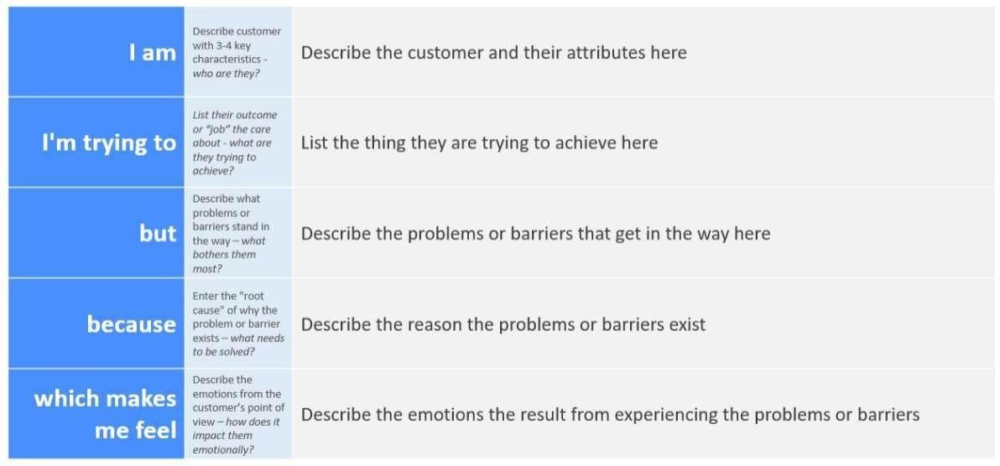 I am
Describe customer
with 3-4 key
characteristics -
who are they?
Describe the customer and their attributes here
I'm trying to
List their outcome
or “job” the care
about - what are
they trying to
achieve?
List the thing they are trying to achieve here
but
Describe what
problems or
barriers stand in
the way – what
bothers them
most?
Describe the problems or barriers that get in the way here
because
Enter the "root
cause" of why the
problem or barrier
exists – what needs
to be solved?
Describe the reason the problems or barriers exist
which makes
me feel
Describe the
emotions from the
customer’s point of
view – how does it
impact them
emotionally?
Describe the emotions the result from experiencing the problems or barriers